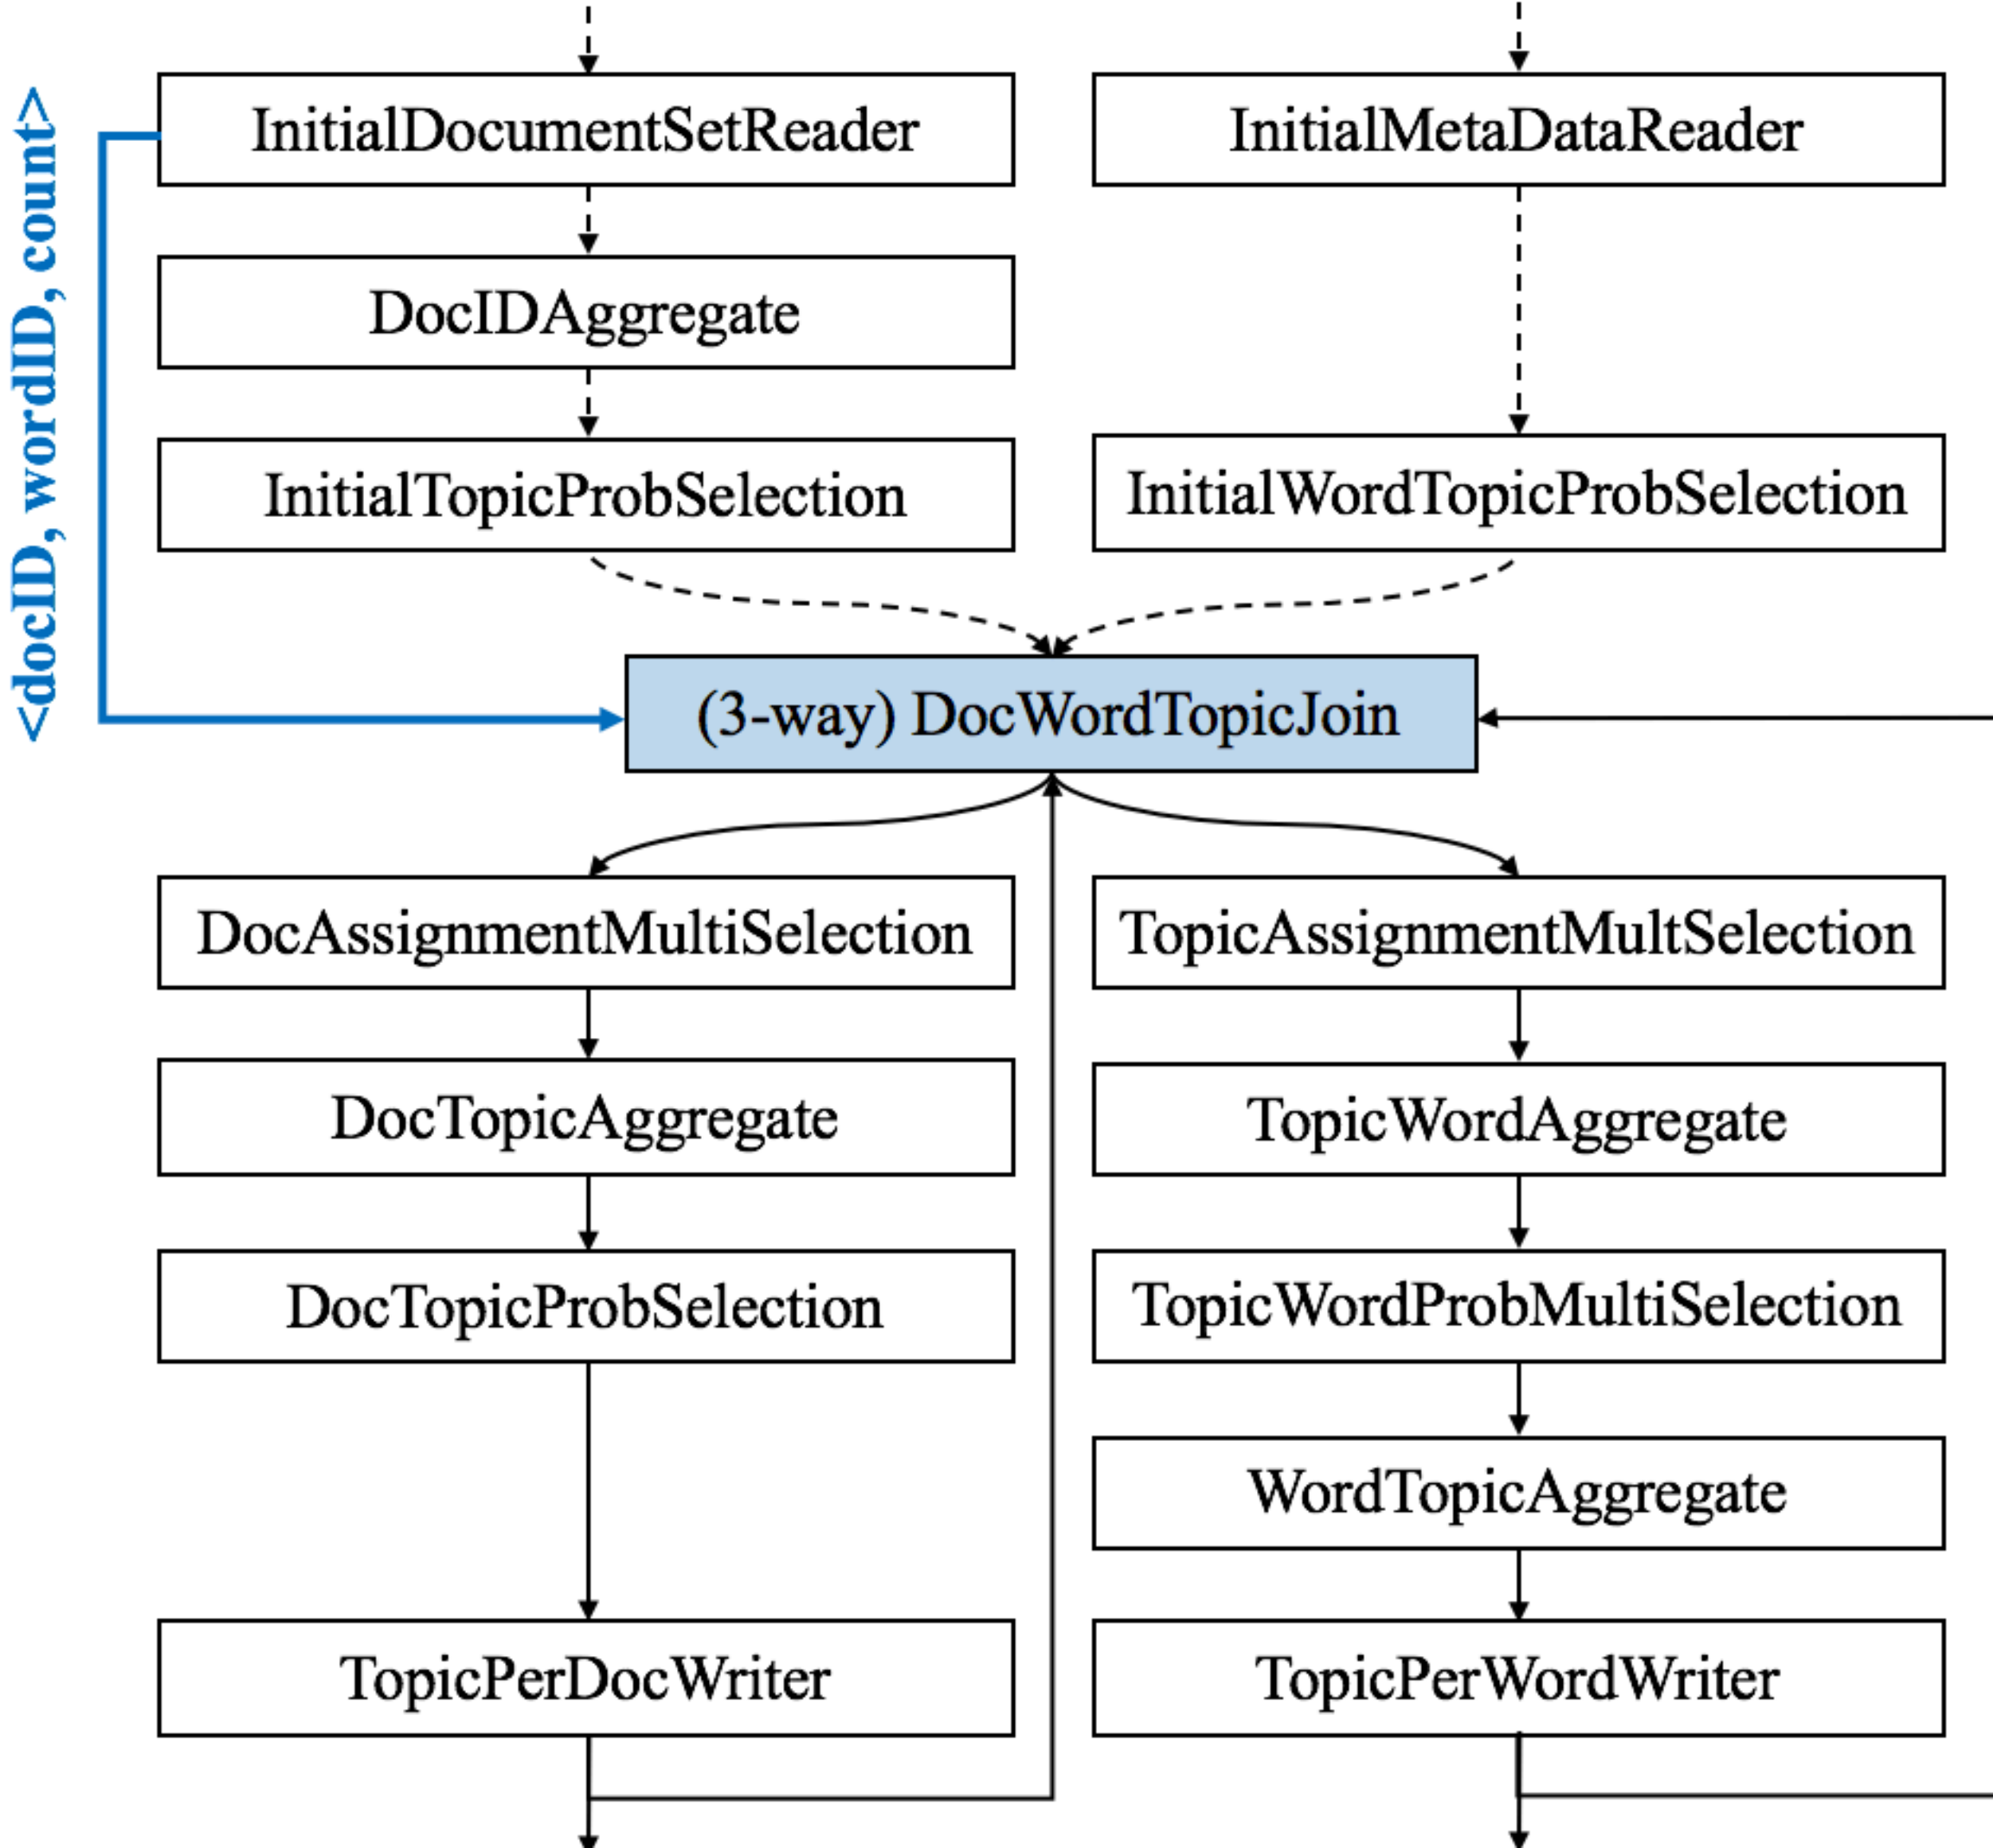 <docID, wordID, count>
InitialDocumentSetReader
InitialMetaDataReader
DocIDAggregate
InitialTopicProbSelection
InitialWordTopicProbSelection
(3-way) DocWordTopicJoin
DocAssignmentMultiSelection
TopicAssignmentMultSelection
DocTopicAggregate
TopicWordAggregate
DocTopicProbSelection
TopicWordProbMultiSelection
WordTopicAggregate
TopicPerDocWriter
TopicPerWordWriter